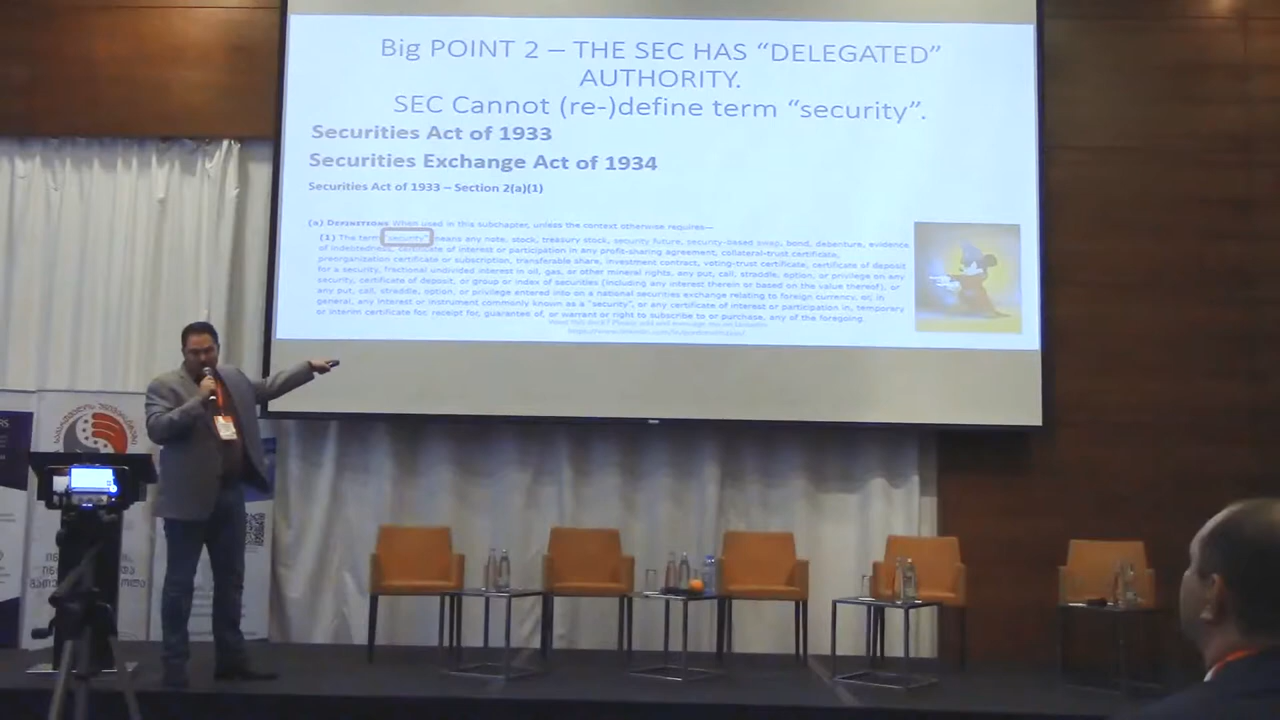 Big POINT 2 – THE SEC HAS “DELEGATED”
AUTHORITY.
SEC Cannot (re-)define term “security”.
Securities Act of 1933
Securities Exchange Act of 1934
Securities Act of 1933 – Section 2(a)(1)
(a) DEFINITIONS When used in this subchapter, unless the context otherwise requires—
(1) The term "security" means any note, stock, treasury stock, security future, security-based swap, bond, debenture, evidence
of indebtedness, certificate of interest or participation in any profit-sharing agreement, collateral-trust certificate,
preorganization certificate or subscription, transferable share, investment contract, voting-trust certificate, certificate of deposit
for a security, fractional undivided interest in oil, gas, or other mineral rights, any put, call, straddle, option, or privilege on any
security, certificate of deposit, or group or index of securities (including any interest therein or based on the value thereof), or
any put, call, straddle, option, or privilege entered into on a national securities exchange relating to foreign currency, or, in
general, any interest or instrument commonly known as a "security", or any certificate of interest or participation in, temporary
or interim certificate for, receipt for, guarantee of, or warrant or right to subscribe to or purchase, any of the foregoing.